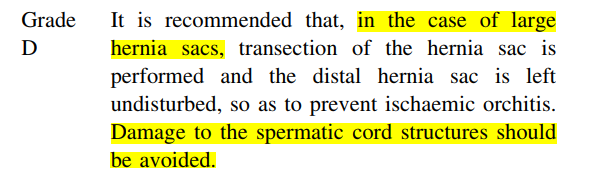 Grade It is recommended that, in the case of large
D hernia sacs, transection of the hernia sac is
performed and the distal hernia sac is left
undisturbed, so as to prevent ischaemic orchitis.
Damage to the spermatic cord structures should
be avoided.